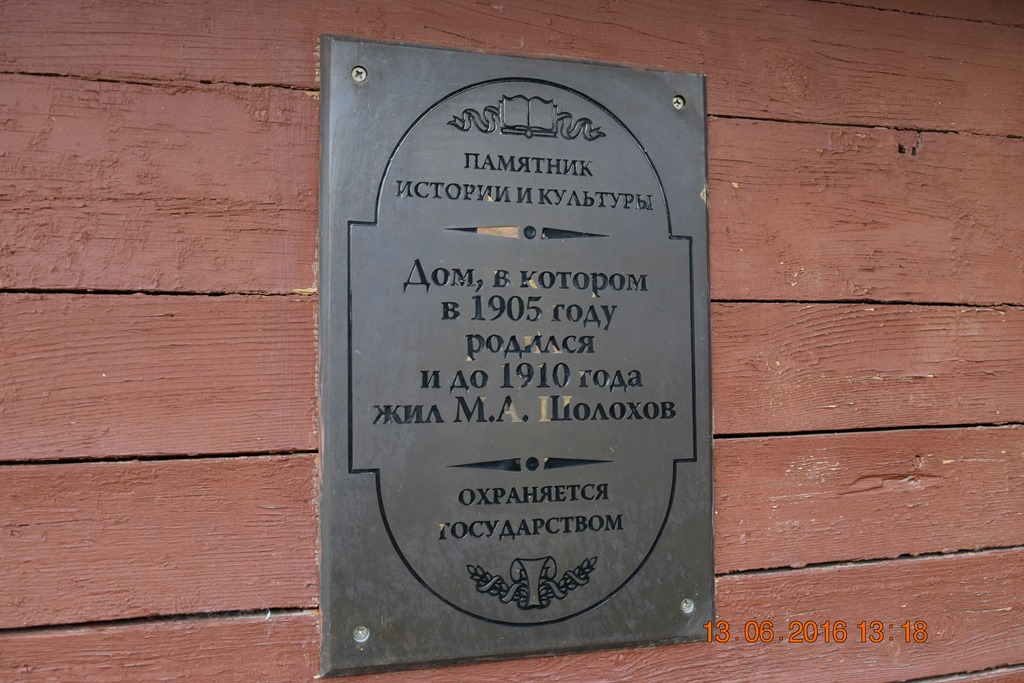 ПАМЯТНИК
ИСТОРИИ И КУЛЬТУРЫ
Дом, в котором
в 1905 году
родился
и до 1910 года
жил М.А. Шолохов
ОХРАНЯЕТСЯ
ГОСУДАРСТВОМ
13.06.2016 13:18